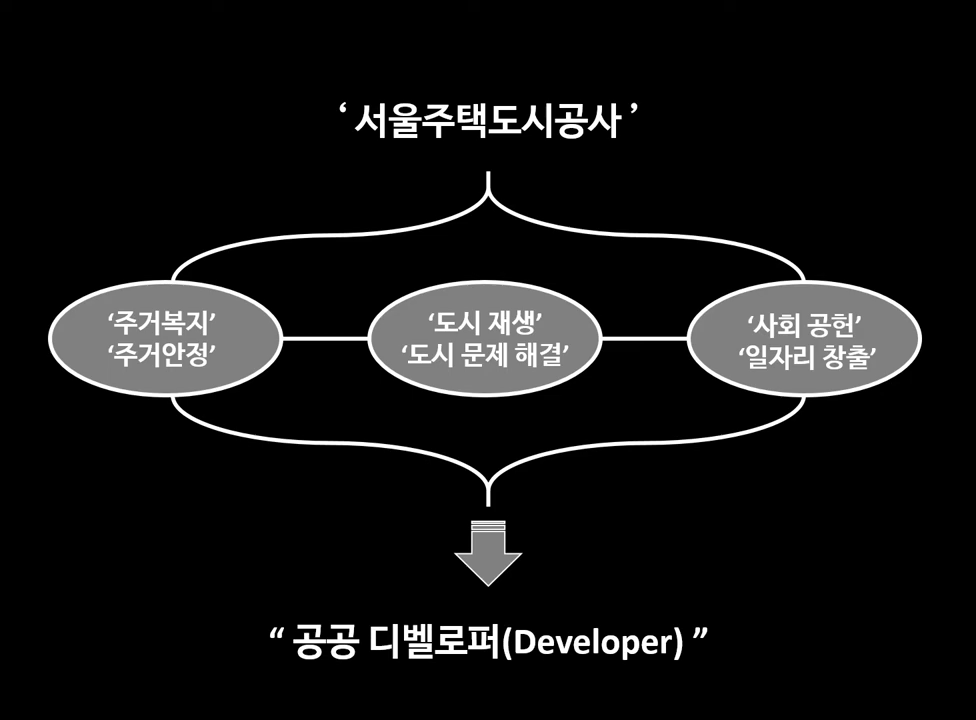 ‘ 서울주택도시공사 ’
‘주거복지’
‘주거안정’
‘도시 재생’
‘도시 문제 해결’
‘사회 공헌’
‘일자리 창출’
“ 공공 디벨로퍼(Developer) ”